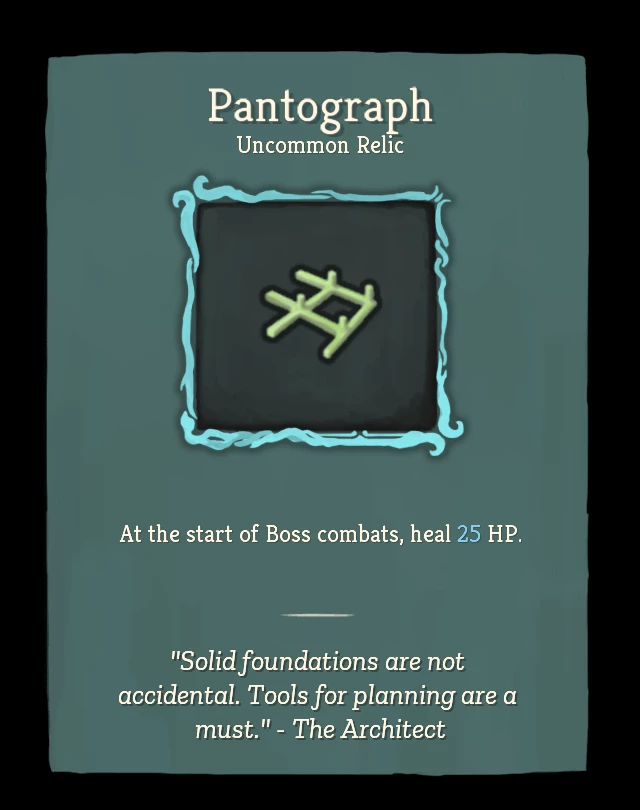 Pantograph
Uncommon Relic
At the start of Boss combats, heal 25 HP.
"Solid foundations are not
accidental. Tools for planning are a
must." - The Architect